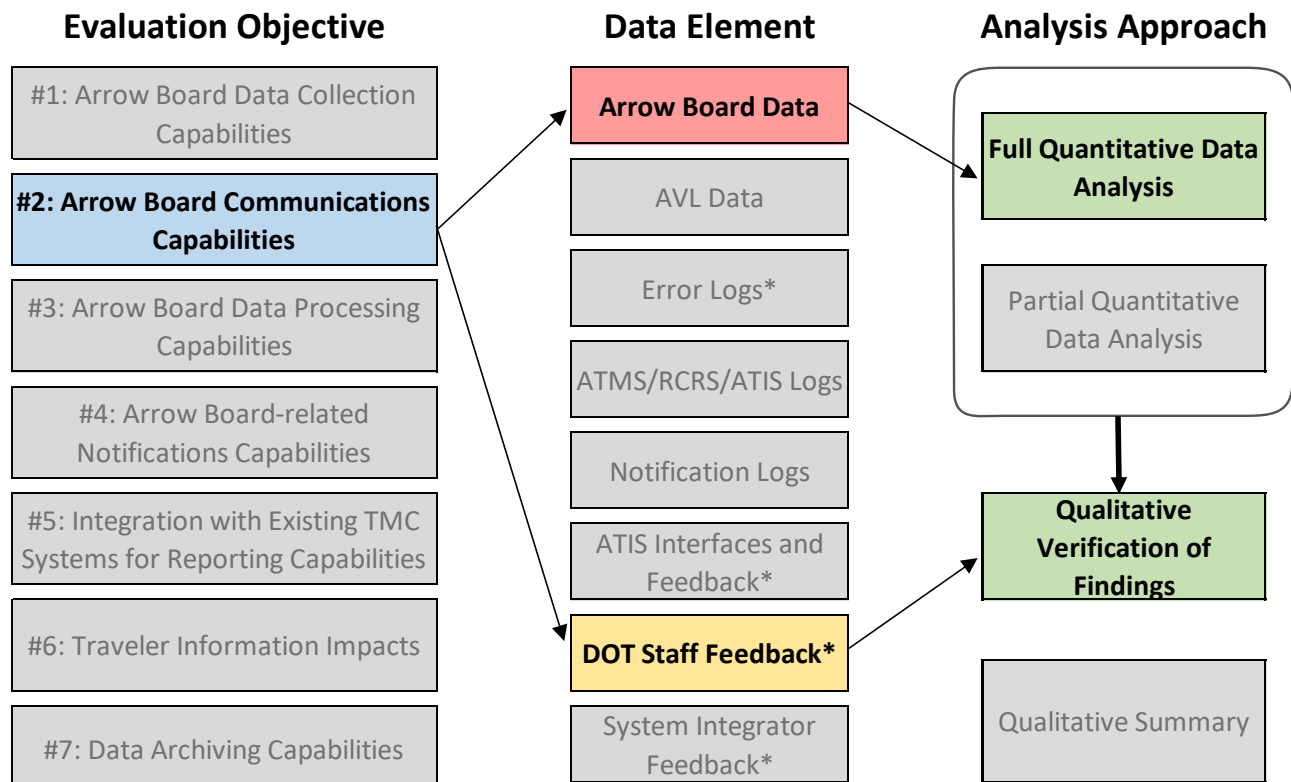 Evaluation Objective
#1: Arrow Board Data Collection
Capabilities
#2: Arrow Board Communications
Capabilities
#3: Arrow Board Data Processing
Capabilities
#4: Arrow Board-related
Notifications Capabilities
#5: Integration with Existing TMC
Systems for Reporting Capabilities
#6: Traveler Information Impacts
#7: Data Archiving Capabilities
Data Element
Arrow Board Data
AVL Data
Error Logs*
ATMS/RCRS/ATIS Logs
Notification Logs
ATIS Interfaces and
Feedback*
DOT Staff Feedback*
System Integrator
Feedback*
Analysis Approach
Full Quantitative Data
Analysis
Partial Quantitative
Data Analysis
Qualitative
Verification of
Findings
Qualitative Summary